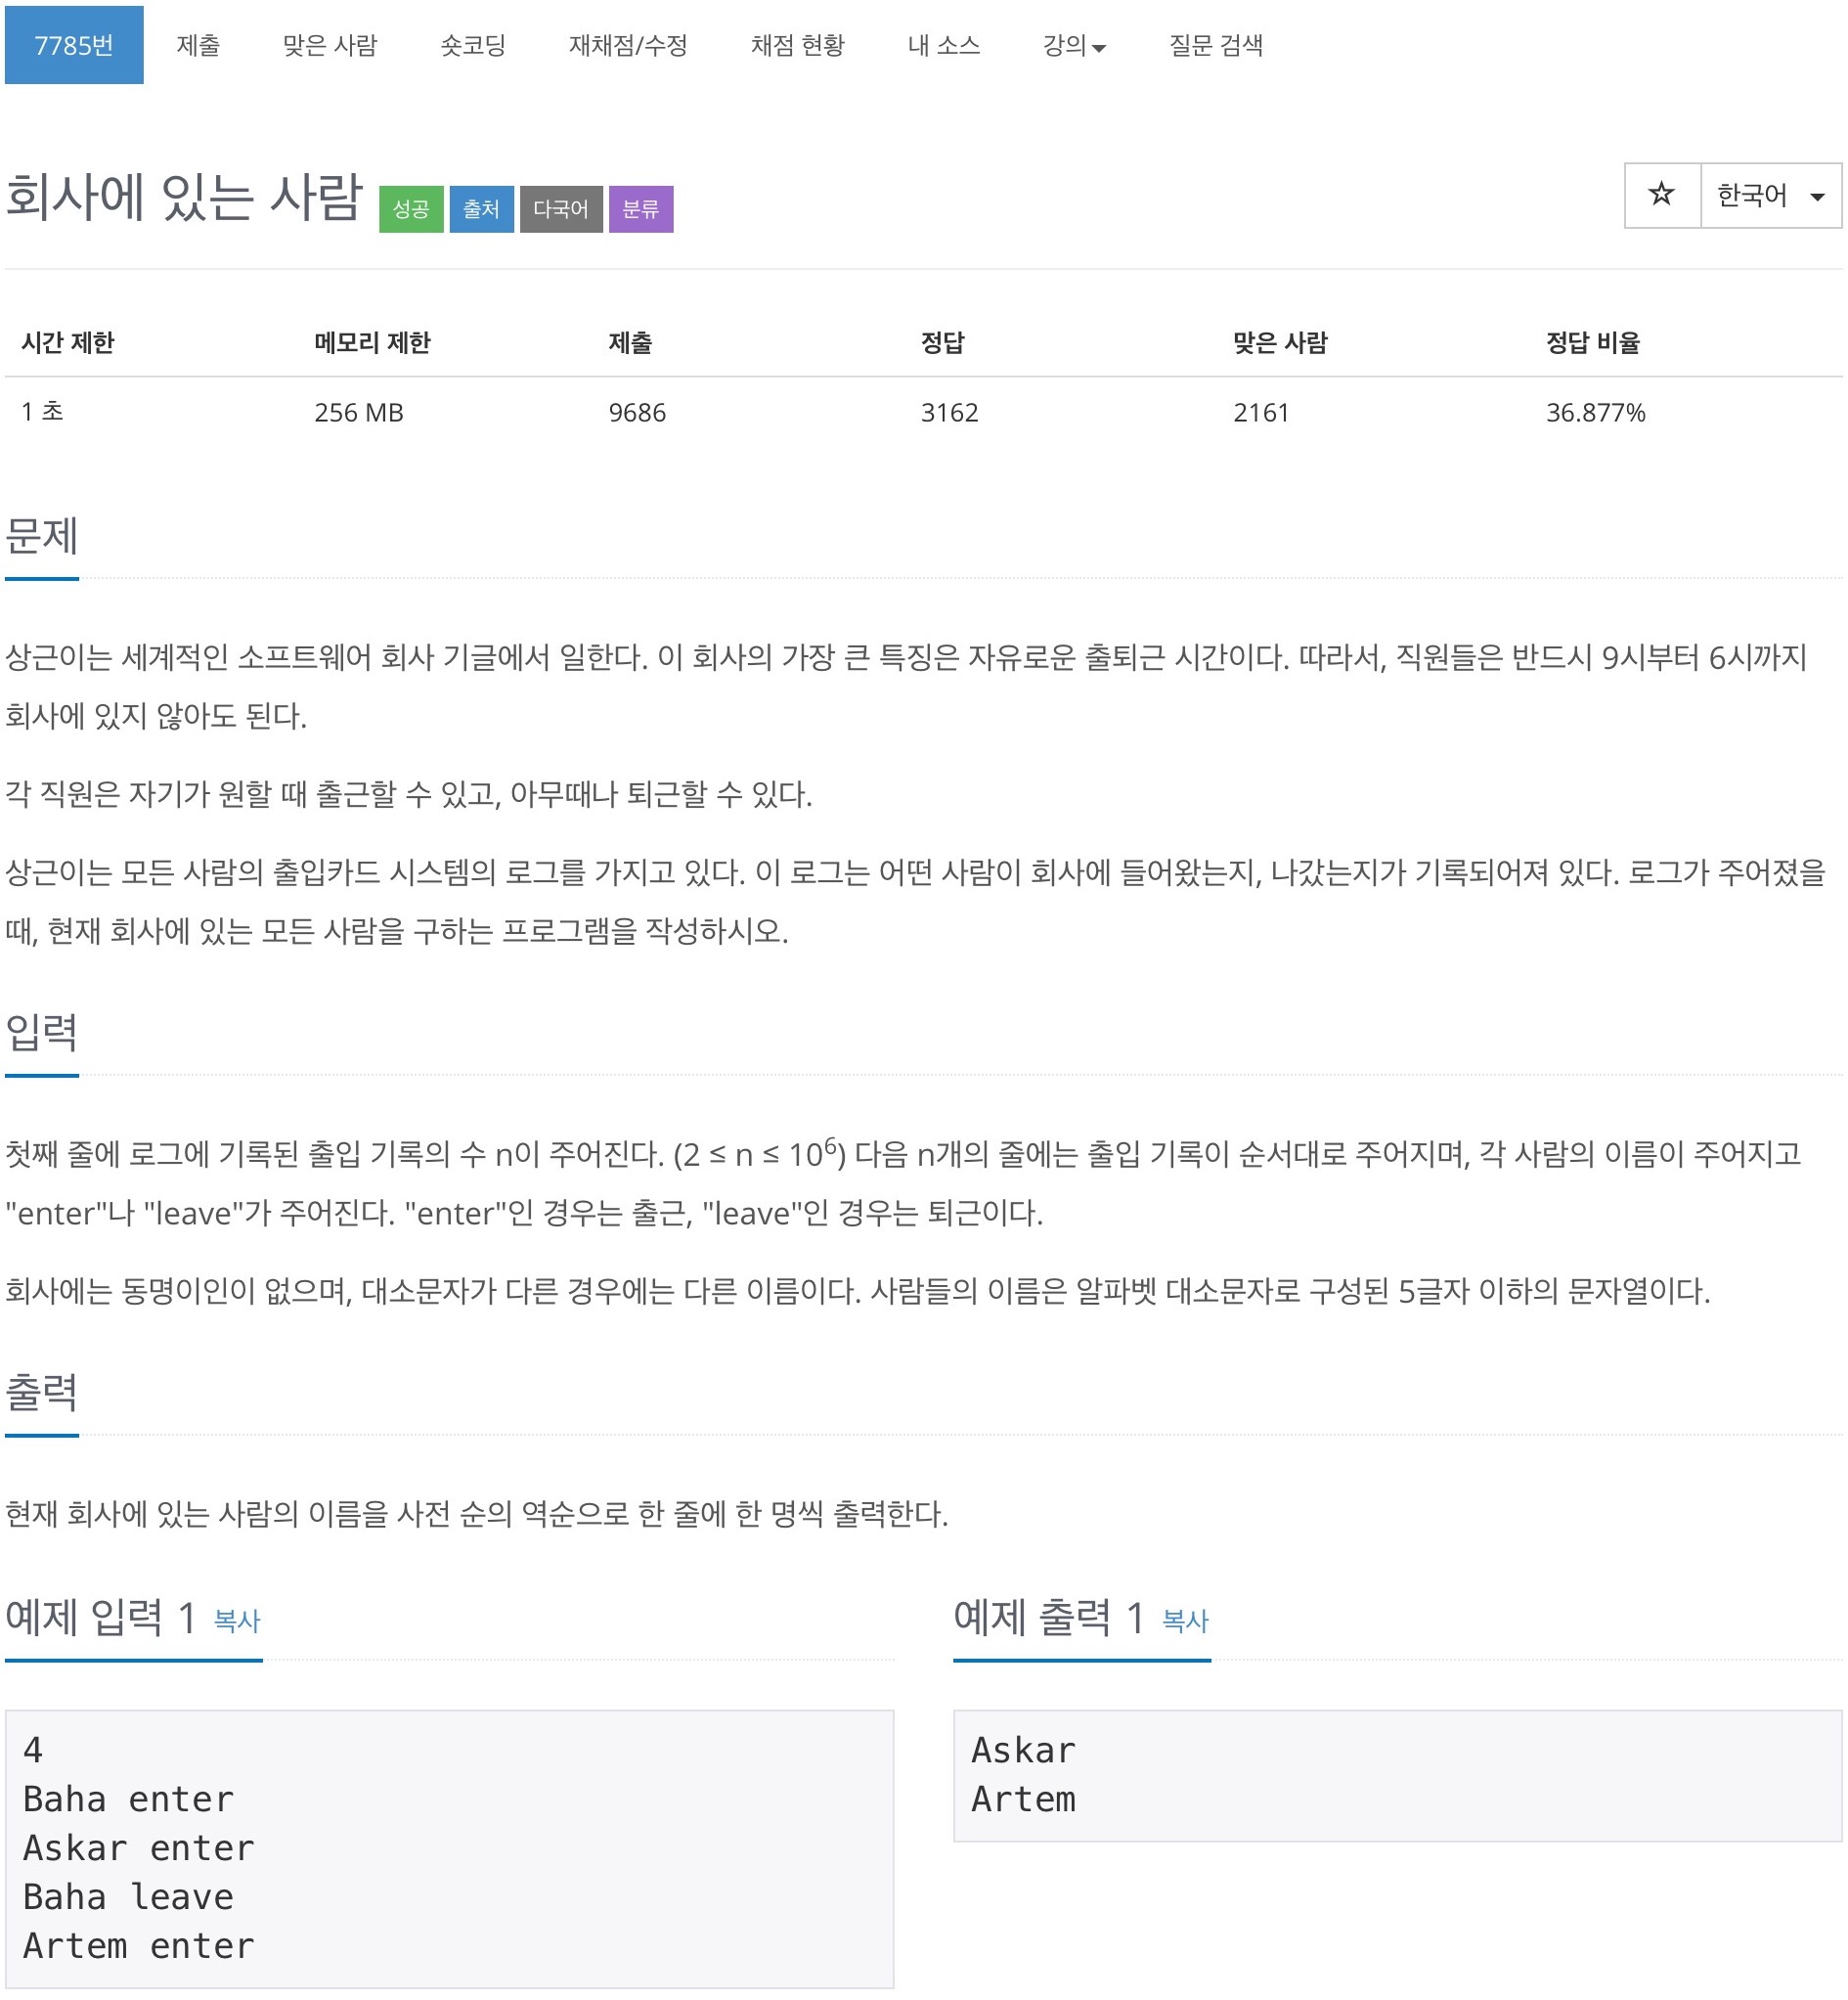 7785번 제출 맞은 사람 숏코딩 재채점/수정 채점 현황 내 소스 강의 질문 검색
회사에 있는 사람 성공 출처 다국어 분류 ☆ 한국어
시간 제한 메모리 제한 제출 정답 맞은 사람 정답 비율
1 초 256 MB 9686 3162 2161 36.877%
문제
상근이는 세계적인 소프트웨어 회사 기글에서 일한다. 이 회사의 가장 큰 특징은 자유로운 출퇴근 시간이다. 따라서, 직원들은 반드시 9시부터 6시까지
회사에 있지 않아도 된다.
각 직원은 자기가 원할 때 출근할 수 있고, 아무때나 퇴근할 수 있다.
상근이는 모든 사람의 출입카드 시스템의 로그를 가지고 있다. 이 로그는 어떤 사람이 회사에 들어왔는지, 나갔는지가 기록되어져 있다. 로그가 주어졌을
때, 현재 회사에 있는 모든 사람을 구하는 프로그램을 작성하시오.
입력
첫째 줄에 로그에 기록된 출입 기록의 수 n이 주어진다. (2 ≤ n ≤ 10⁶) 다음 n개의 줄에는 출입 기록이 순서대로 주어지며, 각 사람의 이름이 주어지고
"enter"나 "leave"가 주어진다. "enter"인 경우는 출근, "leave"인 경우는 퇴근이다.
회사에는 동명이인이 없으며, 대소문자가 다른 경우에는 다른 이름이다. 사람들의 이름은 알파벳 대소문자로 구성된 5글자 이하의 문자열이다.
출력
현재 회사에 있는 사람의 이름을 사전 순의 역순으로 한 줄에 한 명씩 출력한다.
예제 입력 1 복사
4
Baha enter
Askar enter
Baha leave
Artem enter
예제 출력 1 복사
Askar
Artem